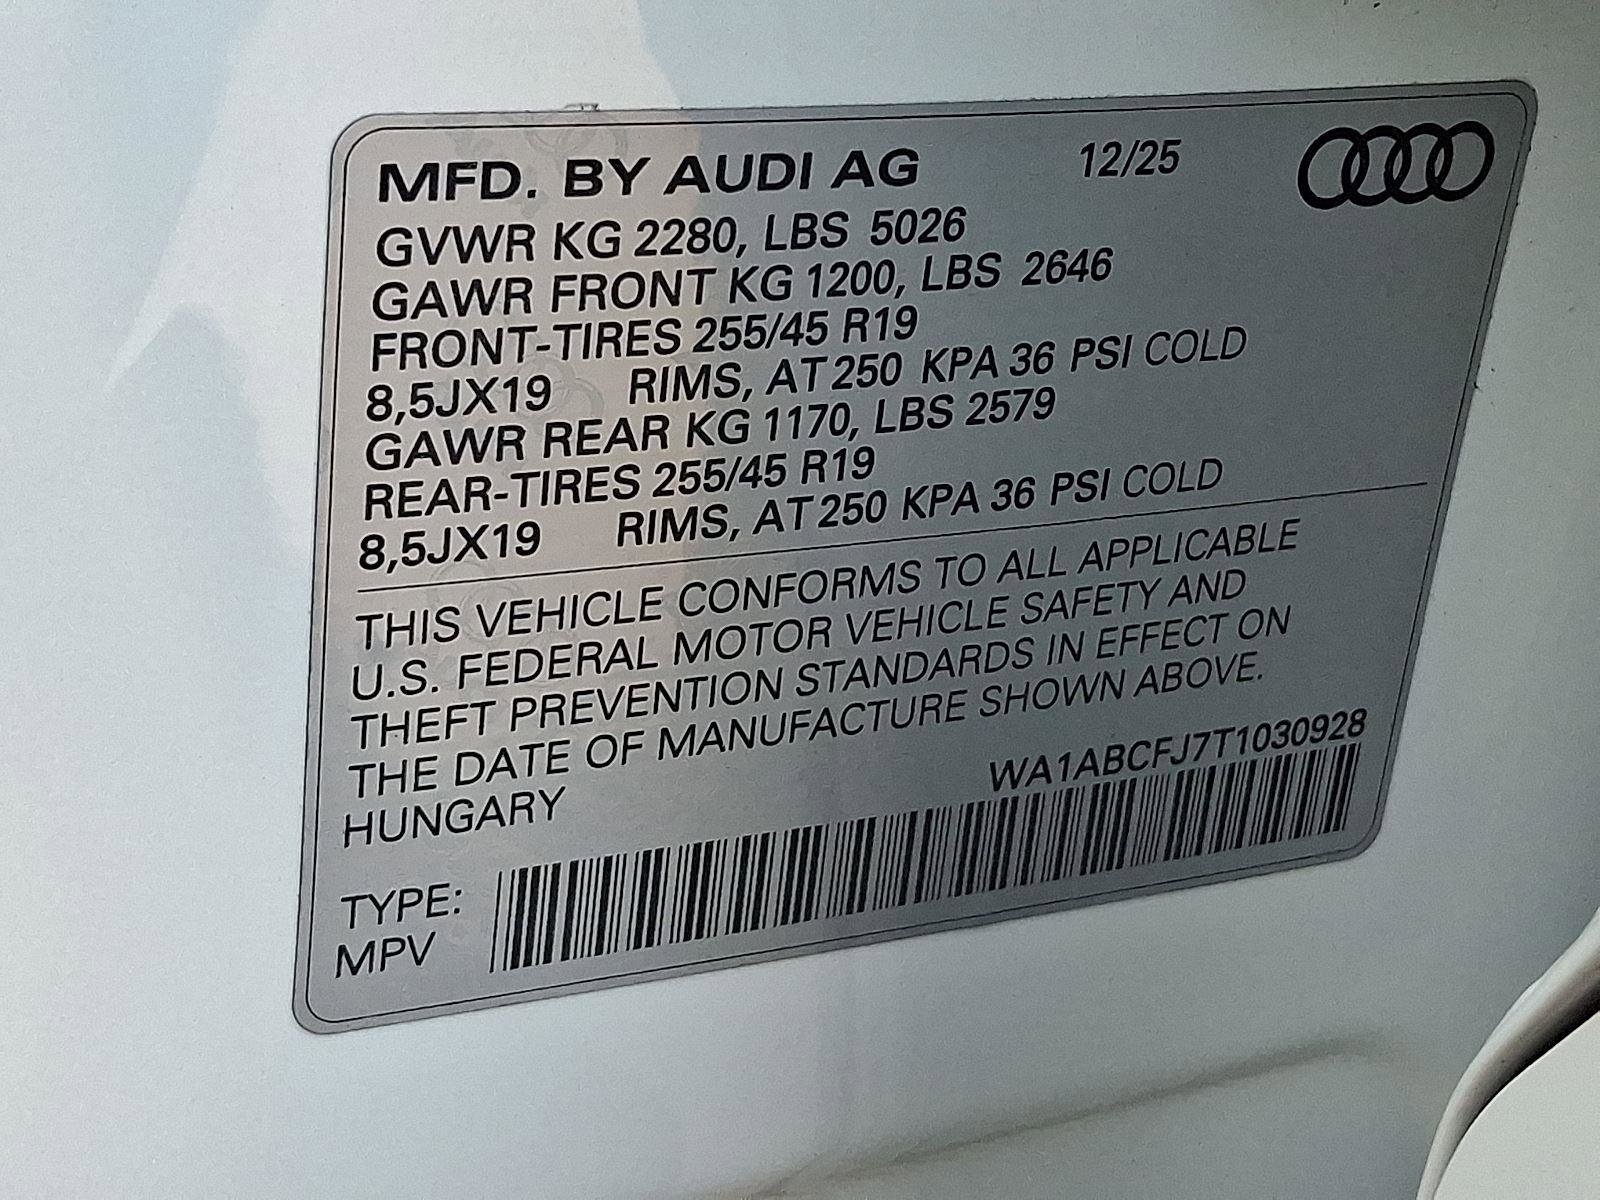 MFD. BY AUDI AG 12/25
GVWR KG 2280, LBS 5026
GAWR FRONT KG 1200, LBS 2646
FRONT-TIRES 255/45 R19
8,5JX19 RIMS, AT 250 KPA 36 PSI COLD
GAWR REAR KG 1170, LBS 2579
REAR-TIRES 255/45 R19
8,5JX19 RIMS, AT 250 KPA 36 PSI COLD
THIS VEHICLE CONFORMS TO ALL APPLICABLE
U.S. FEDERAL MOTOR VEHICLE SAFETY AND
THEFT PREVENTION STANDARDS IN EFFECT ON
THE DATE OF MANUFACTURE SHOWN ABOVE.
HUNGARY WA1ABCFJ7T1030928
TYPE:
MPV